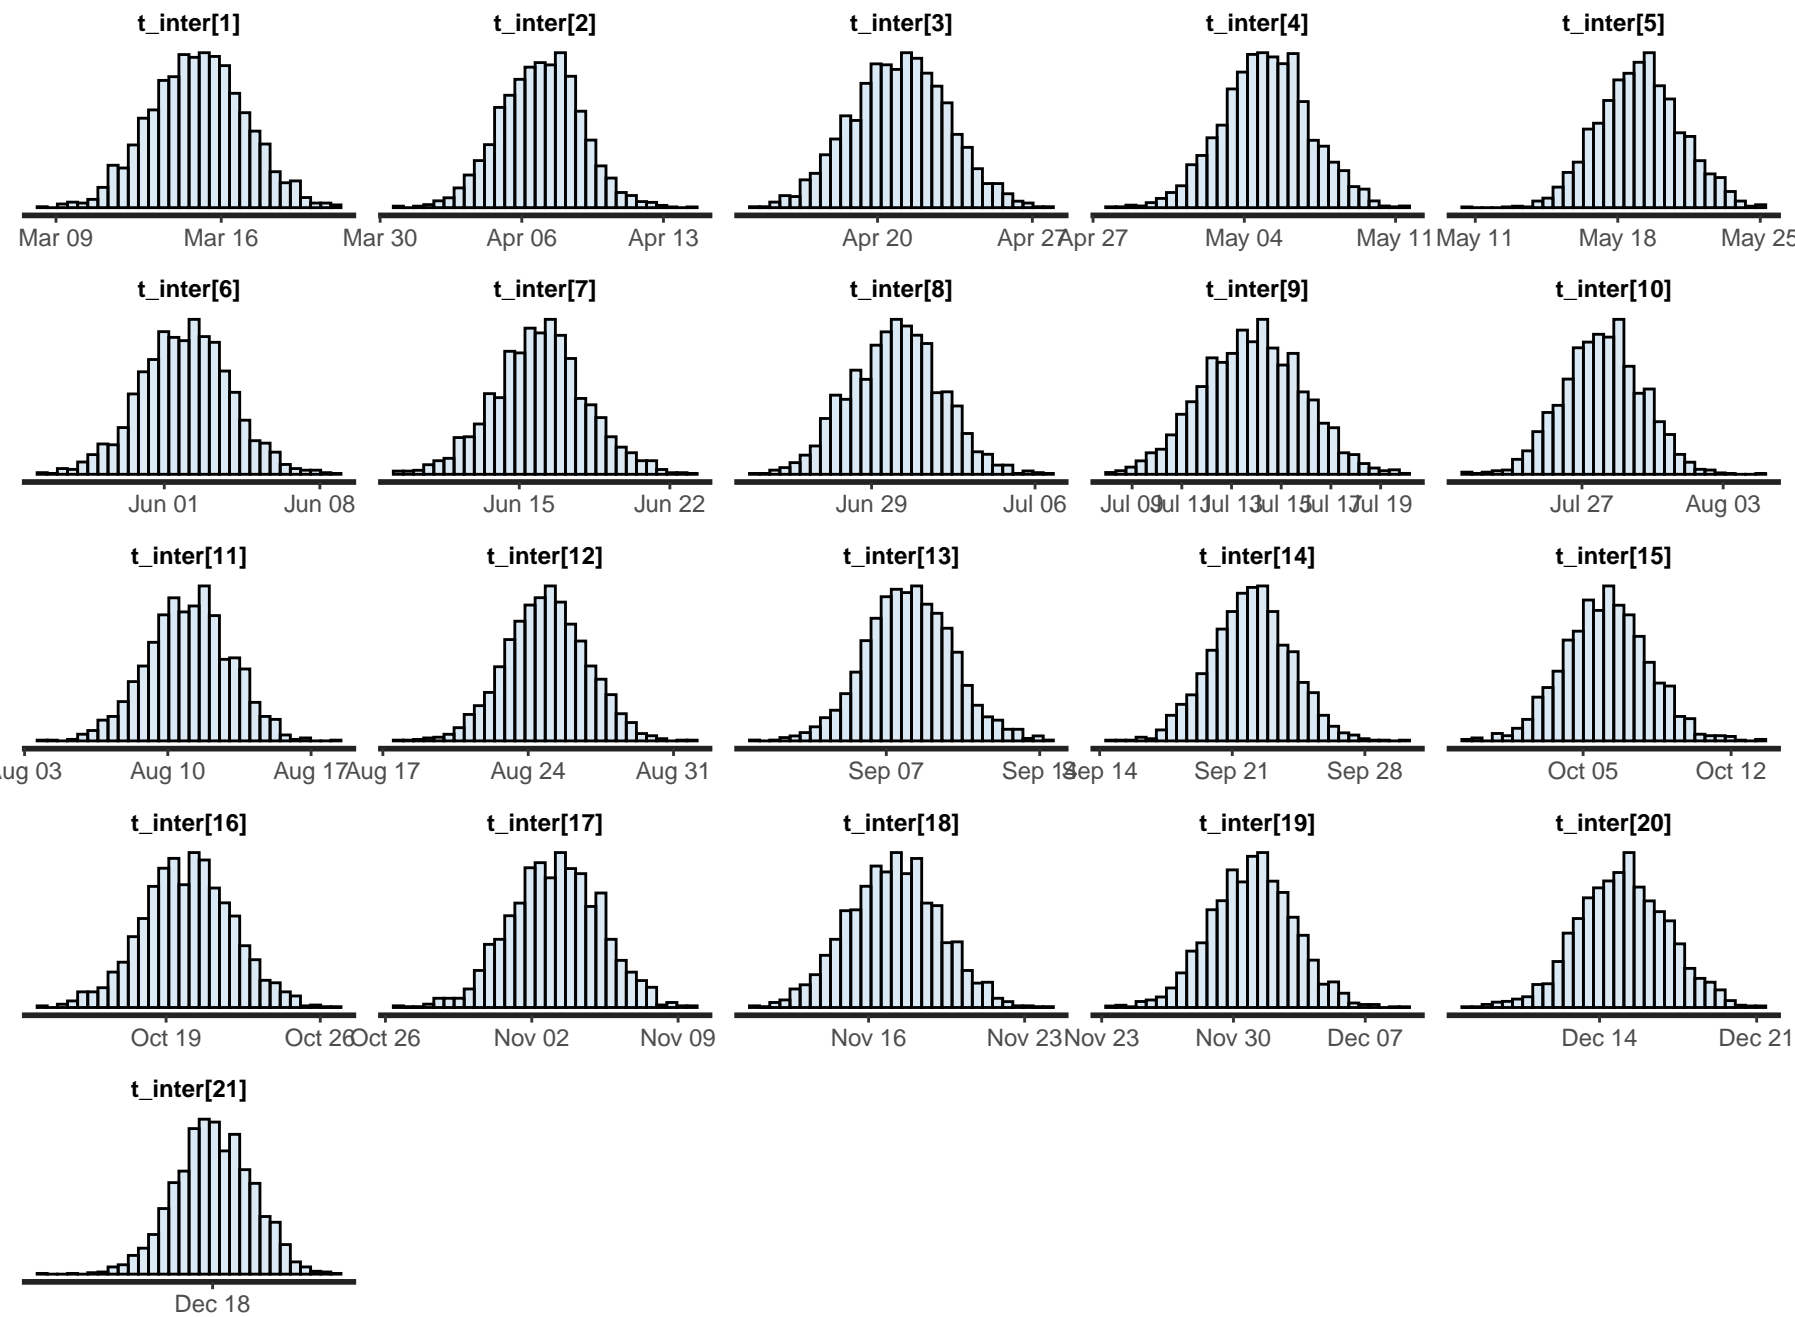 t_inter[1] t_inter[2] t_inter[3] t_inter[4] t_inter[5]
Mar 09 Mar 16 Mar 30 Apr 06 Apr 13 Apr 20 Apr 27 Apr 27 May 04 May 11 May 11 May 18 May 25
t_inter[6] t_inter[7] t_inter[8] t_inter[9] t_inter[10]
Jun 01 Jun 08 Jun 15 Jun 22 Jun 29 Jul 06 Jul 09 Jul 11 Jul 13 Jul 15 Jul 17 Jul 19 Jul 27 Aug 03
t_inter[11] t_inter[12] t_inter[13] t_inter[14] t_inter[15]
Aug 03 Aug 10 Aug 17 Aug 17 Aug 24 Aug 31 Sep 07 Sep 14 Sep 14 Sep 21 Sep 28 Oct 05 Oct 12
t_inter[16] t_inter[17] t_inter[18] t_inter[19] t_inter[20]
Oct 19 Oct 26 Oct 26 Nov 02 Nov 09 Nov 16 Nov 23 Nov 23 Nov 30 Dec 07 Dec 14 Dec 21
t_inter[21]
Dec 18